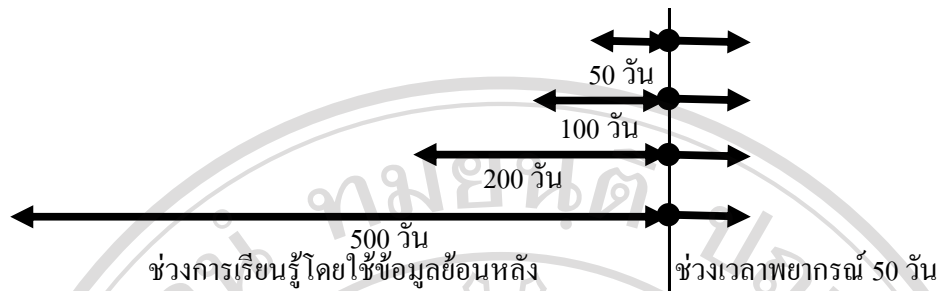 50 วัน
100 วัน
200 วัน
500 วัน
ช่วงการเรียนรู้โดยใช้ข้อมูลย้อนหลัง
ช่วงเวลาพยากรณ์ 50 วัน